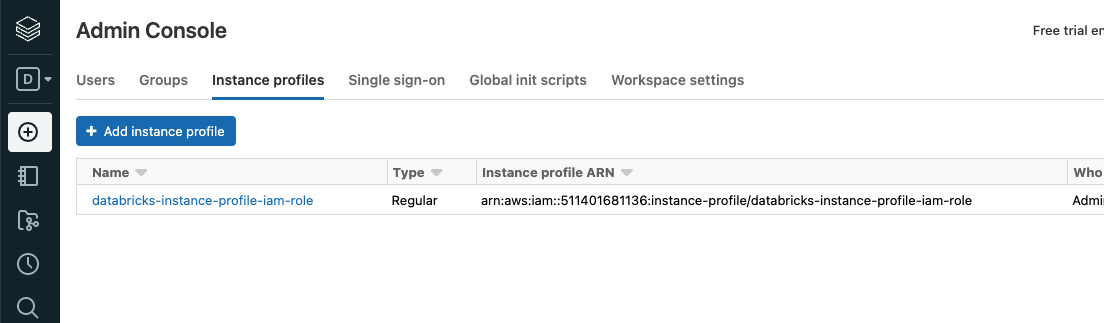 Admin Console
Free trial en
D
Users Groups Instance profiles Single sign-on Global init scripts Workspace settings
+ Add instance profile
Name Type Instance profile ARN Who
databricks-instance-profile-iam-role Regular arn:aws:iam::511401681136:instance-profile/databricks-instance-profile-iam-role Admi